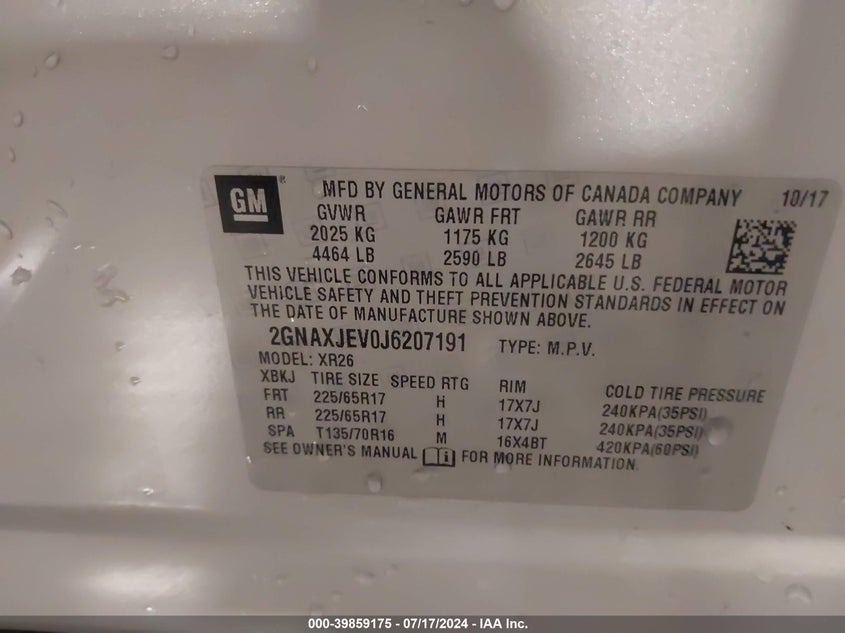 GM ®
MFD BY GENERAL MOTORS OF CANADA COMPANY 10/17
GVWR GAWR FRT GAWR RR
2025 KG 1175 KG 1200 KG
4464 LB 2590 LB 2645 LB
THIS VEHICLE CONFORMS TO ALL APPLICABLE U.S. FEDERAL MOTOR
VEHICLE SAFETY AND THEFT PREVENTION STANDARDS IN EFFECT ON
THE DATE OF MANUFACTURE SHOWN ABOVE.
2GNAXJEV0J6207191 TYPE: M.P.V.
MODEL: XR26
XBKJ TIRE SIZE SPEED RTG RIM COLD TIRE PRESSURE
FRT 225/65R17 H 17X7J 240KPA(35PSI)
RR 225/65R17 H 17X7J 240KPA(35PSI)
SPA T135/70R16 M 16X4BT 420KPA(60PSI)
SEE OWNER'S MANUAL i FOR MORE INFORMATION
000-39859175 - 07/17/2024 - IAA Inc.